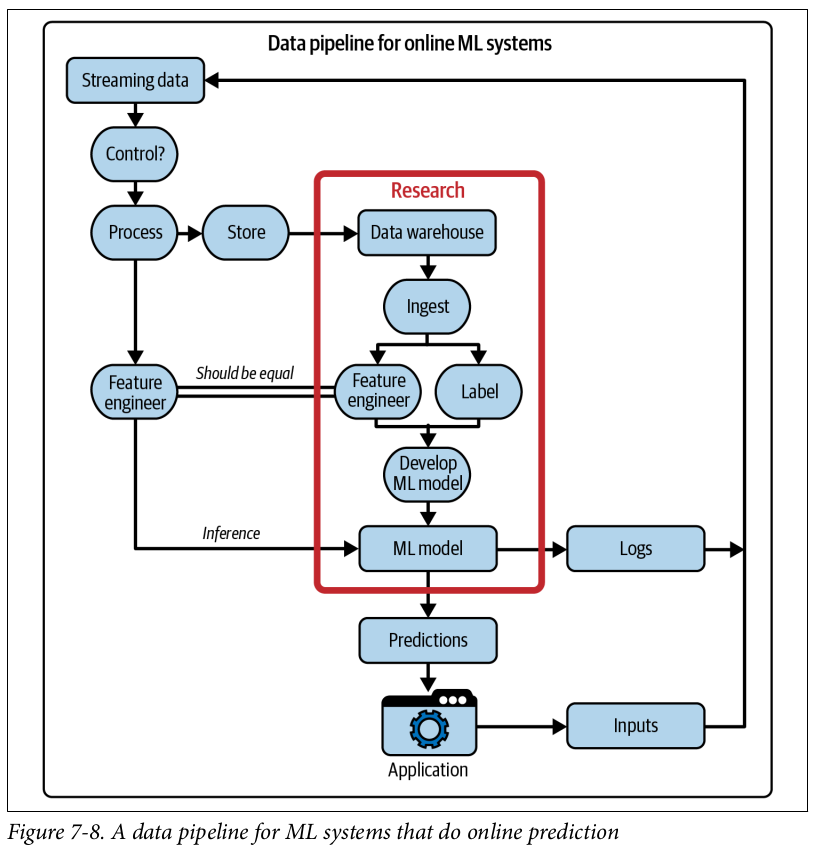 Data pipeline for online ML systems
Streaming data
Control?
Research
Process
Store
Data warehouse
Ingest
Should be equal
Feature
engineer
Feature
engineer
Label
Develop
ML model
Inference
ML model
Logs
Predictions
Inputs
Application
Figure 7-8. A data pipeline for ML systems that do online prediction